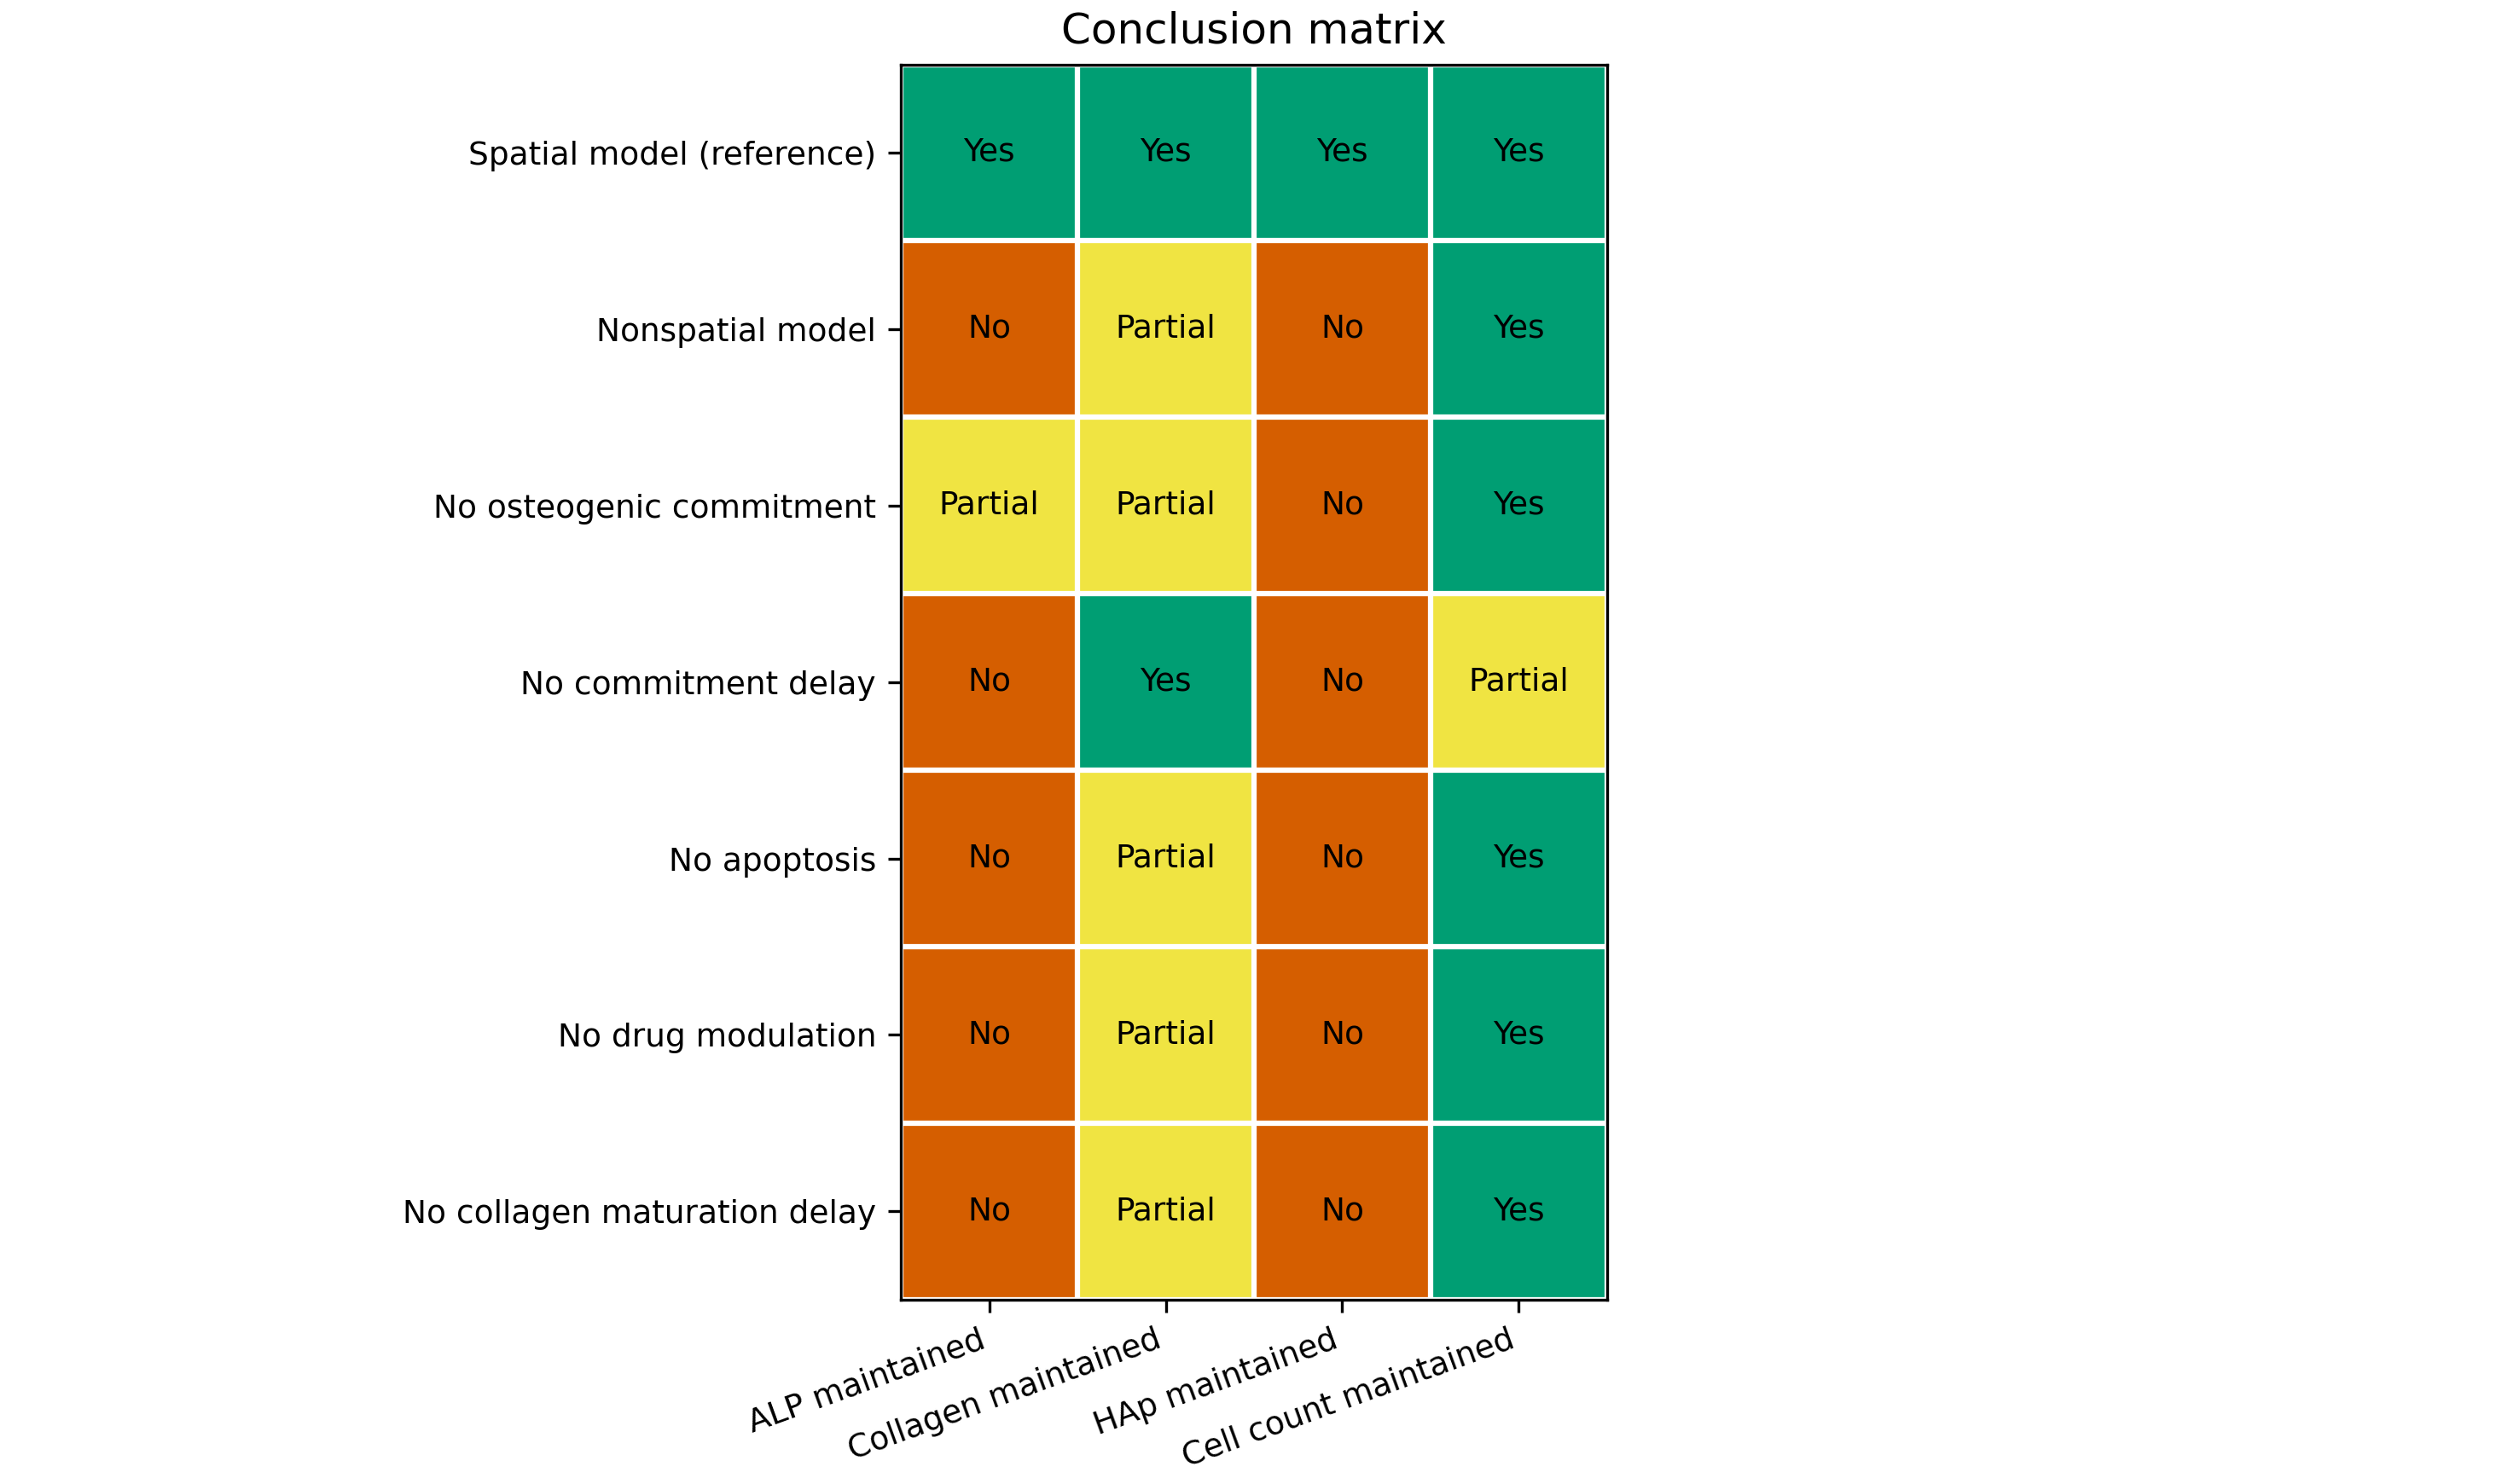 Conclusion matrix
Spatial model (reference) Yes Yes Yes Yes
Nonspatial model No Partial No Yes
No osteogenic commitment Partial Partial No Yes
No commitment delay No Yes No Partial
No apoptosis No Partial No Yes
No drug modulation No Partial No Yes
No collagen maturation delay No Partial No Yes
ALP maintained
Collagen maintained
HAp maintained
Cell count maintained